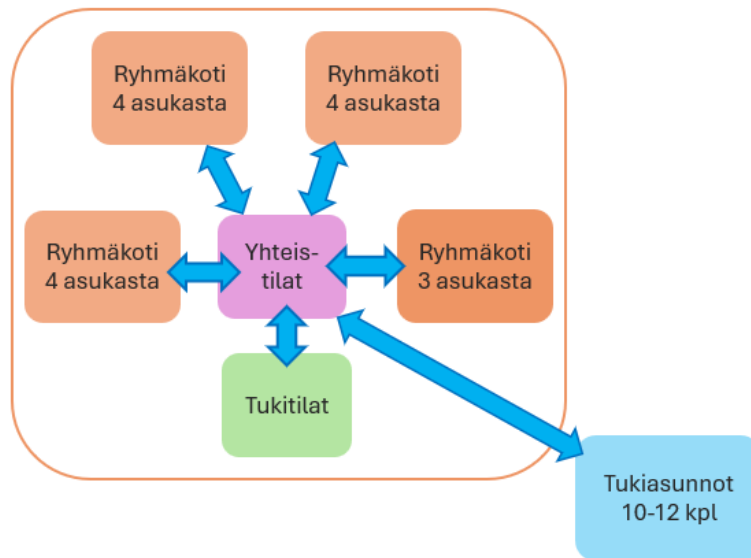 Ryhmäkoti
4 asukasta
Ryhmäkoti
4 asukasta
Ryhmäkoti
4 asukasta
Yhteis-
tilat
Ryhmäkoti
3 asukasta
Tukitilat
Tukiasunnot
10-12 kpl